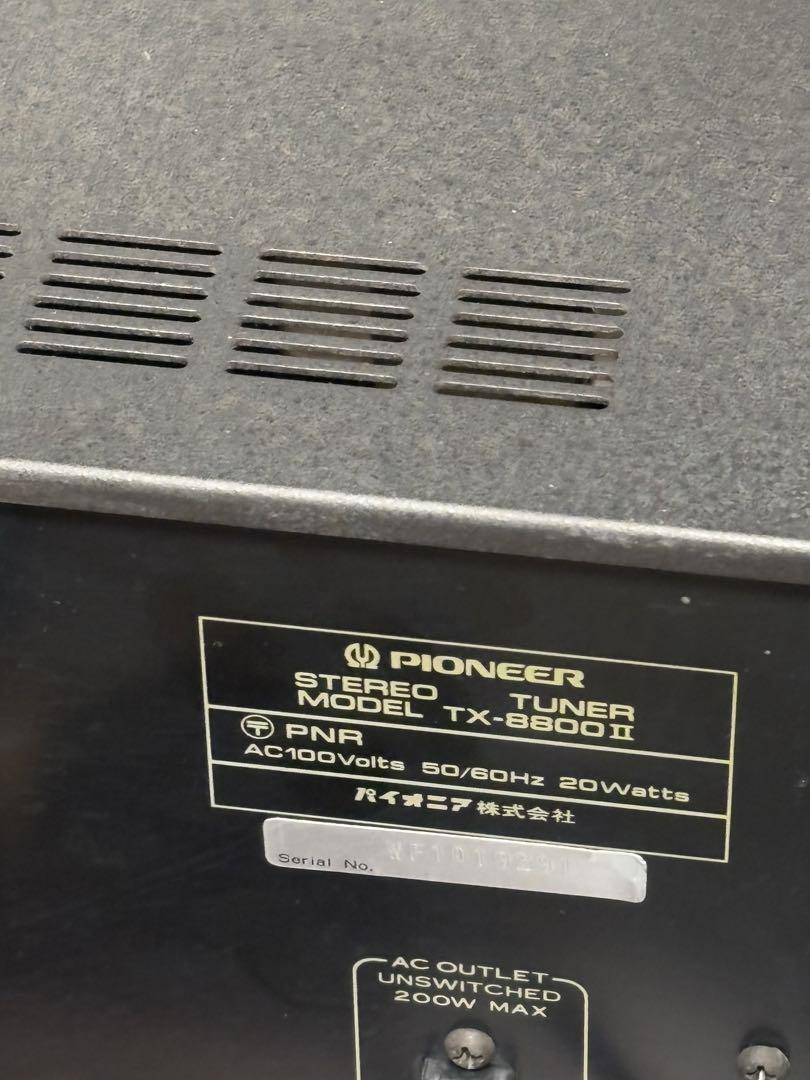 PIONEER
STEREO TUNER
MODEL TX-8800II
〒 PNR
AC100Volts 50/60Hz 20Watts
パイオニア株式会社
Serial No.
AC OUTLET
UNSWITCHED
200W MAX